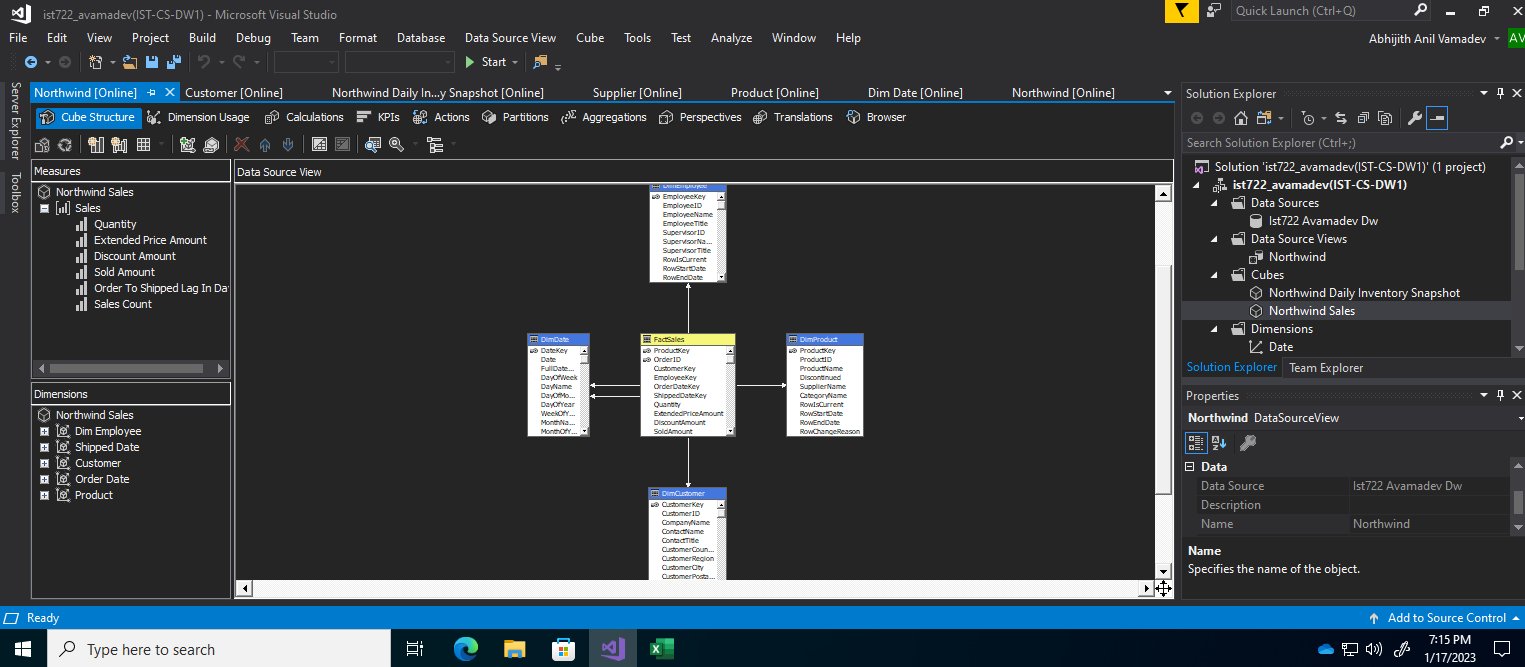 ist722_avamadev(IST-CS-DW1) - Microsoft Visual Studio
Quick Launch (Ctrl+Q)
File Edit View Project Build Debug Team Format Database Data Source View Cube Tools Test Analyze Window Help
Abhijith Anil Vamadev AV
Start
Server Explorer
Toolbox
Northwind [Online] Customer [Online] Northwind Daily In...y Snapshot [Online] Supplier [Online] Product [Online] Dim Date [Online] Northwind [Online]
Cube Structure Dimension Usage Calculations KPIs Actions Partitions Aggregations Perspectives Translations Browser
Measures
Northwind Sales
Sales
Quantity
Extended Price Amount
Discount Amount
Sold Amount
Order To Shipped Lag In Da
Sales Count
Dimensions
Northwind Sales
Dim Employee
Shipped Date
Customer
Order Date
Product
Data Source View
DimEmployee
EmployeeKey
EmployeeID
EmployeeName
EmployeeTitle
SupervisorID
SupervisorNa...
SupervisorTitle
RowIsCurrent
RowStartDate
RowEndDate
DimDate
DateKey
Date
FullDate...
DayOfWeek
DayName
DayOfMo...
DayOfYear
WeekOfY...
MonthNa...
MonthOfY...
FactSales
ProductKey
OrderID
CustomerKey
EmployeeKey
OrderDateKey
ShippedDateKey
Quantity
ExtendedPriceAmount
DiscountAmount
SoldAmount
DimProduct
ProductKey
ProductID
ProductName
Discontinued
SupplierName
CategoryName
RowIsCurrent
RowStartDate
RowEndDate
RowChangeReason
DimCustomer
CustomerKey
CustomerID
CompanyName
ContactName
ContactTitle
CustomerCoun...
CustomerRegion
CustomerCity
CustomerPosta...
Solution Explorer
Search Solution Explorer (Ctrl+;)
Solution 'ist722_avamadev(IST-CS-DW1)' (1 project)
ist722_avamadev(IST-CS-DW1)
Data Sources
Ist722 Avamadev Dw
Data Source Views
Northwind
Cubes
Northwind Daily Inventory Snapshot
Northwind Sales
Dimensions
Date
Solution Explorer Team Explorer
Properties
Northwind DataSourceView
Data
Data Source Ist722 Avamadev Dw
Description
Name Northwind
Name
Specifies the name of the object.
Ready
Add to Source Control
Type here to search
7:15 PM
1/17/2023